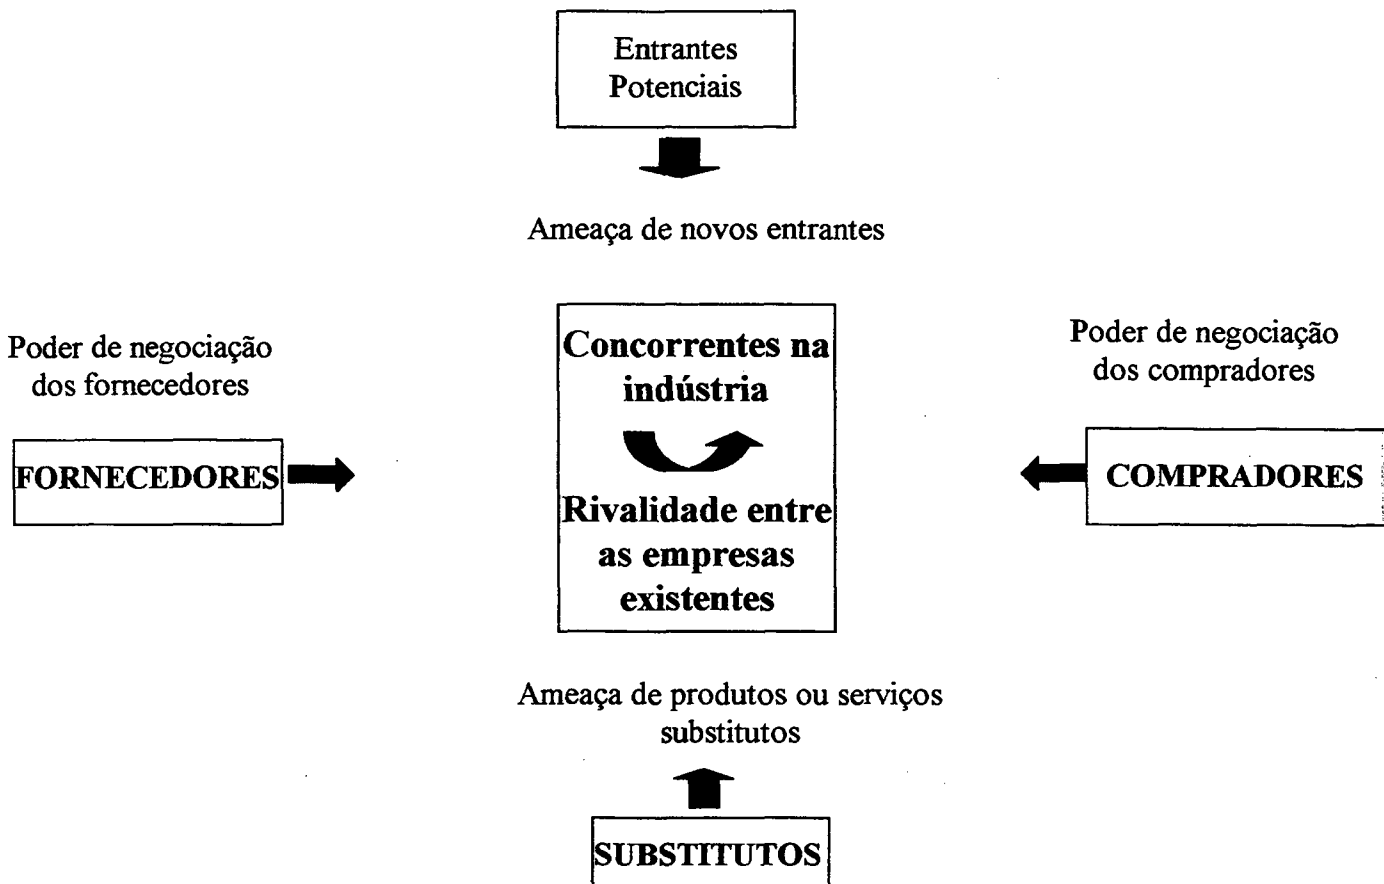 Entrantes
Potenciais
Ameaça de novos entrantes
Poder de negociação
dos fornecedores
FORNECEDORES
Concorrentes na
indústria
Rivalidade entre
as empresas
existentes
Poder de negociação
dos compradores
COMPRADORES
Ameaça de produtos ou serviços
substitutos
SUBSTITUTOS